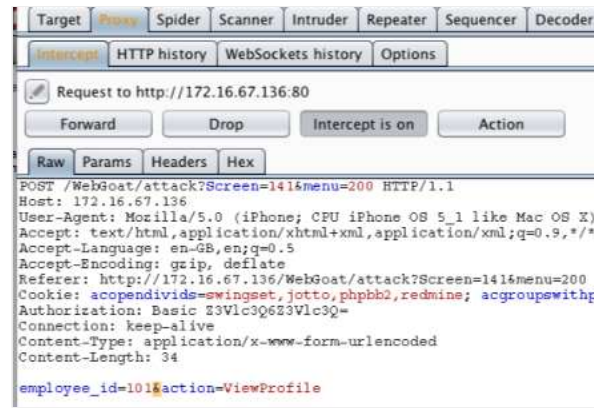 Target Proxy Spider Scanner Intruder Repeater Sequencer Decoder
Intercept HTTP history WebSockets history Options
Request to http://172.16.67.136:80
Forward Drop Intercept is on Action
Raw Params Headers Hex
POST /WebGoat/attack?Screen=141&menu=200 HTTP/1.1
Host: 172.16.67.136
User-Agent: Mozilla/5.0 (iPhone; CPU iPhone OS 5_1 like Mac OS X)
Accept: text/html,application/xhtml+xml,application/xml;q=0.9,*/*
Accept-Language: en-GB,en;q=0.5
Accept-Encoding: gzip, deflate
Referer: http://172.16.67.136/WebGoat/attack?Screen=141&menu=200
Cookie: acopendivids=swingset,jotto,phpbb2,redmine; acgroupswithp
Authorization: Basic Z3Vlc3Q6Z3Vlc3Q=
Connection: keep-alive
Content-Type: application/x-www-form-urlencoded
Content-Length: 34
employee_id=101&action=ViewProfile